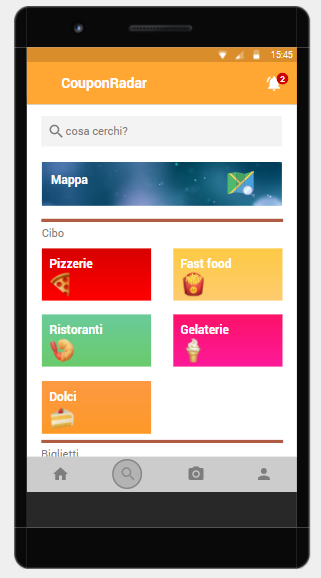 15:45
CouponRadar
2
cosa cerchi?
Mappa
Cibo
Pizzerie
Fast food
Ristoranti
Gelaterie
Dolci
Biglietti